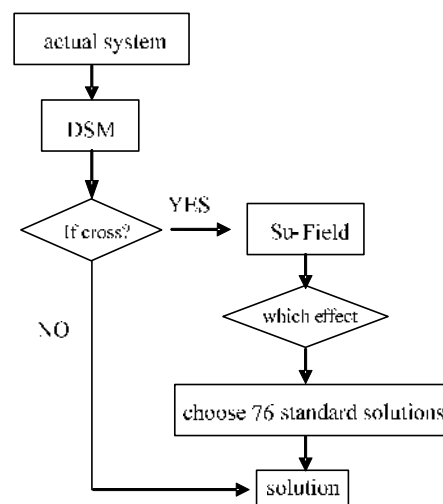 actual system
DSM
If cross?
YES
Su-Field
NO
which effect
choose 76 standard solutions
solution